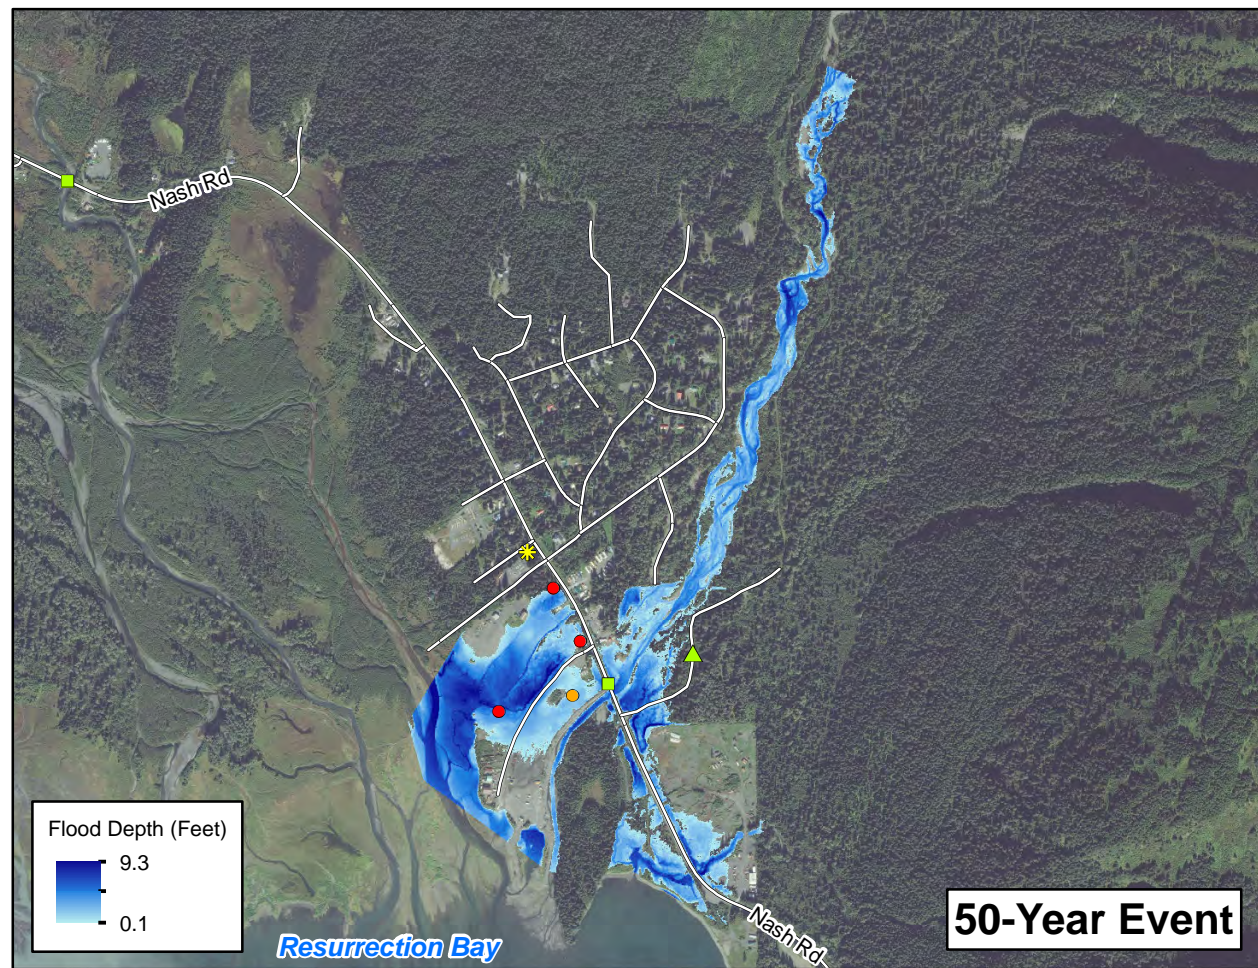 Nash Rd
Flood Depth (Feet)
9.3
0.1
Resurrection Bay
Nash Rd
50-Year Event